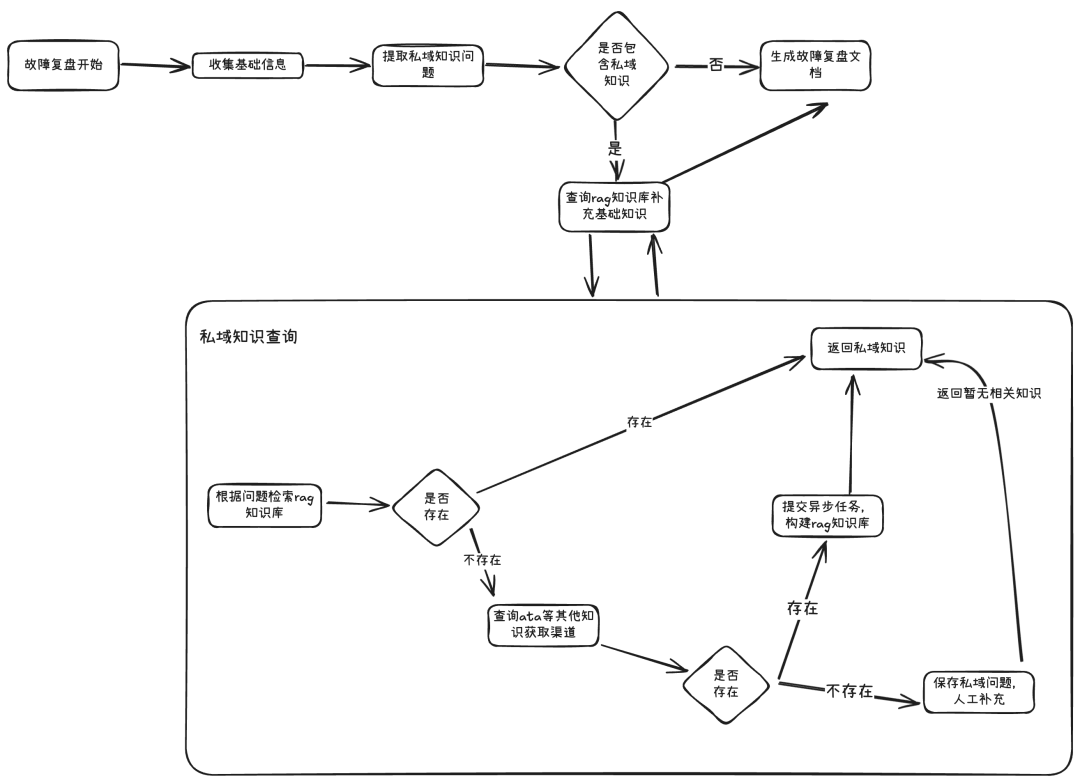 故障复盘开始
收集基础信息
提取私域知识问
题
是否包
含私域
知识
否
生成故障复盘文
档
是
查询rag知识库补
充基础知识
私域知识查询
返回私域知识
返回暂无相关知识
存在
根据问题检索rag
知识库
是否
存在
提交异步任务,
构建rag知识库
不存在
查询ata等其他知
识获取渠道
存在
是否
存在
不存在
保存私域问题,
人工补充